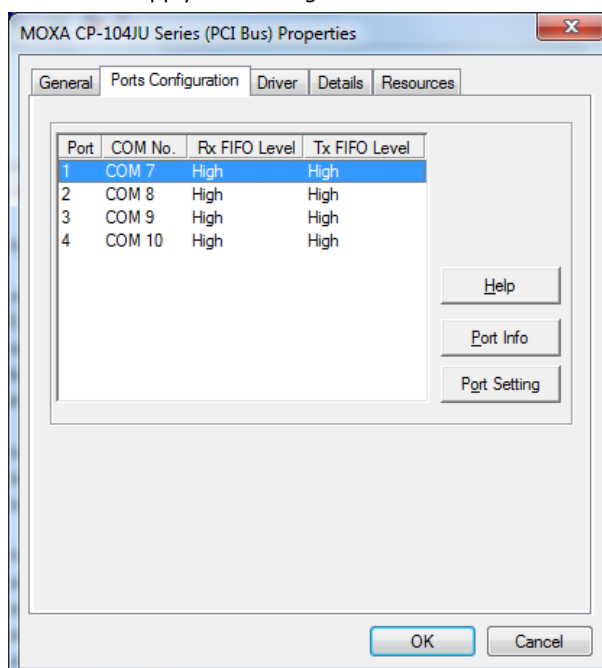 MOXA CP-104JU Series (PCI Bus) Properties
General Ports Configuration Driver Details Resources
Port COM No. Rx FIFO Level Tx FIFO Level
1 COM 7 High High
2 COM 8 High High
3 COM 9 High High
4 COM 10 High High
Help
Port Info
Port Setting
OK Cancel